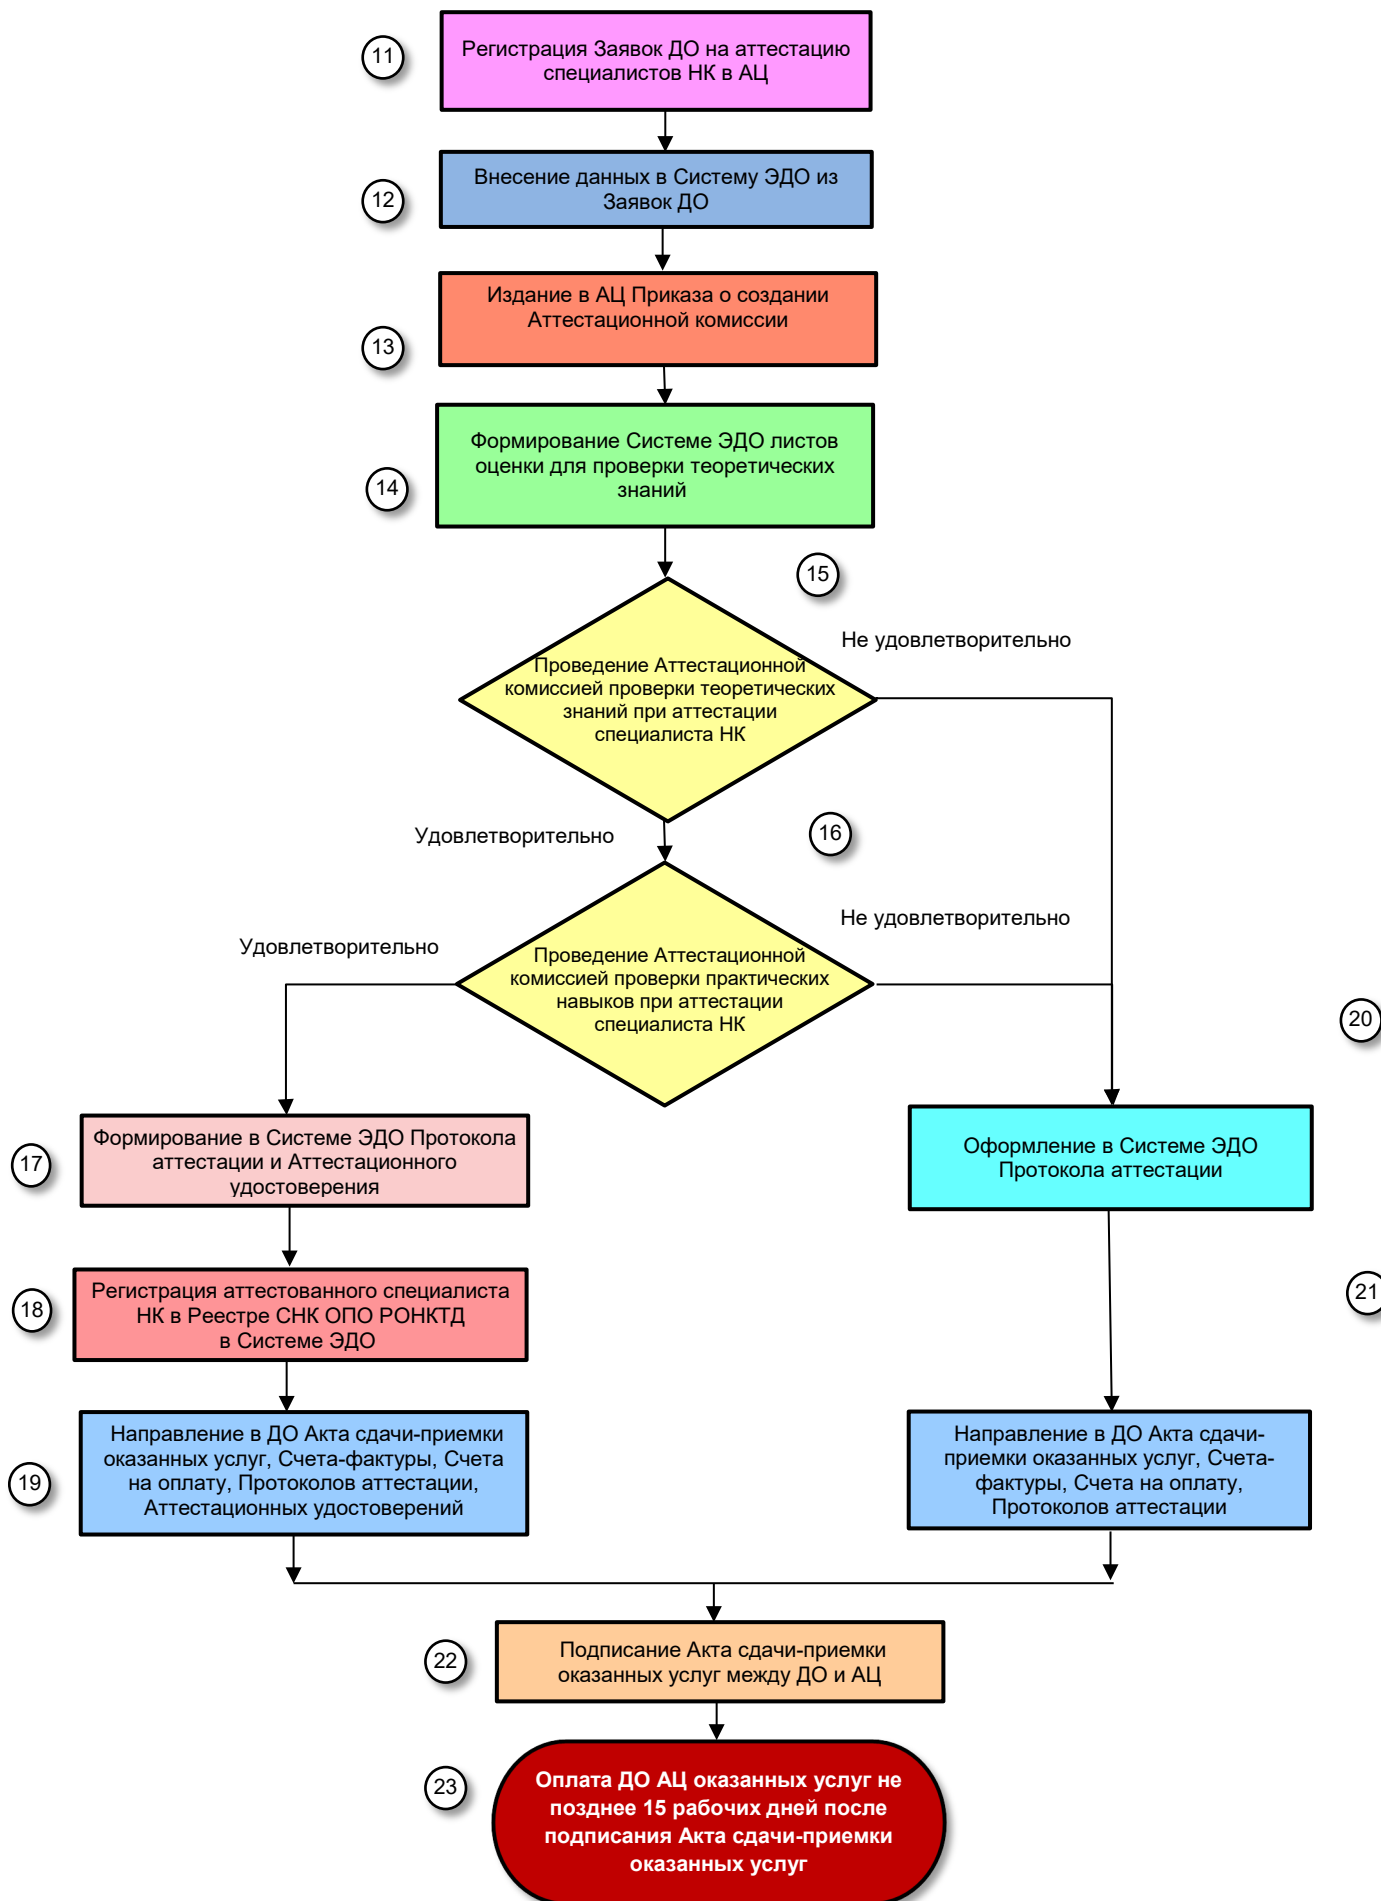 11
Регистрация Заявок ДО на аттестацию
специалистов НК в АЦ
12
Внесение данных в Систему ЭДО из
Заявок ДО
13
Издание в АЦ Приказа о создании
Аттестационной комиссии
14
Формирование Системе ЭДО листов
оценки для проверки теоретических
знаний
15
Не удовлетворительно
Проведение Аттестационной
комиссией проверки теоретических
знаний при аттестации
специалиста НК
Удовлетворительно
16
Не удовлетворительно
Удовлетворительно
Проведение Аттестационной
комиссией проверки практических
навыков при аттестации
специалиста НК
20
17
Формирование в Системе ЭДО Протокола
аттестации и Аттестационного
удостоверения
Оформление в Системе ЭДО
Протокола аттестации
18
Регистрация аттестованного специалиста
НК в Реестре СНК ОПО РОНКТД
в Системе ЭДО
21
19
Направление в ДО Акта сдачи-приемки
оказанных услуг, Счета-фактуры, Счета
на оплату, Протоколов аттестации,
Аттестационных удостоверений
Направление в ДО Акта сдачи-
приемки оказанных услуг, Счета-
фактуры, Счета на оплату,
Протоколов аттестации
22
Подписание Акта сдачи-приемки
оказанных услуг между ДО и АЦ
23
Оплата ДО АЦ оказанных услуг не
позднее 15 рабочих дней после
подписания Акта сдачи-приемки
оказанных услуг